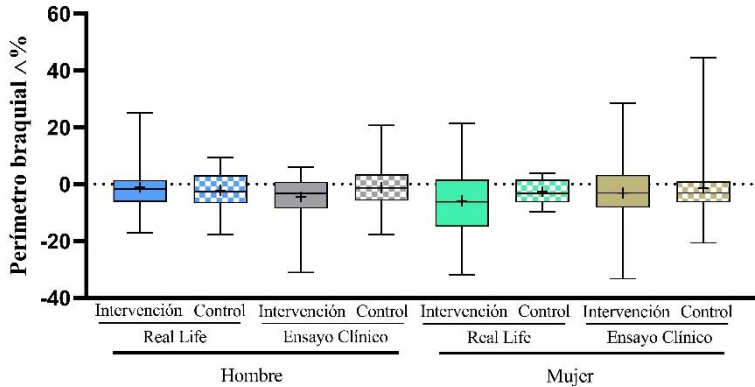 Perímetro braquial ^%
60
40
20
0
-20
-40
Intervención Control Intervención Control Intervención Control Intervención Control
Real Life Ensayo Clínico Real Life Ensayo Clínico
Hombre Mujer